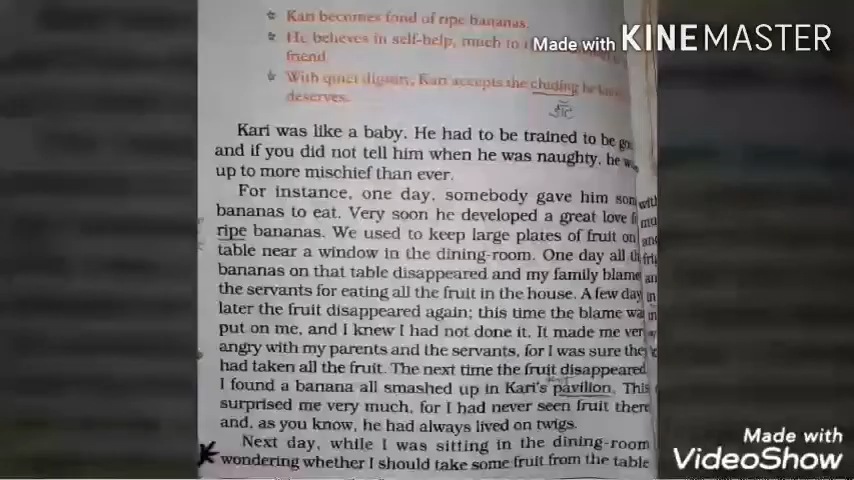 Kari becomes fond of ripe bananas.
He believes in self-help, much to
friend.
With quiet dignity, Kari accepts the chiding he
deserves.
डाँट
Kari was like a baby. He had to be trained to be
and if you did not tell him when he was naughty, he
up to more mischief than ever.
For instance, one day, somebody gave him
bananas to eat. Very soon he developed a great love
ripe bananas. We used to keep large plates of fruit on
table near a window in the dining-room. One day all
bananas on that table disappeared and my family blame
the servants for eating all the fruit in the house. A few day
later the fruit disappeared again; this time the blame wa
put on me, and I knew I had not done it. It made me ver
angry with my parents and the servants, for I was sure the
had taken all the fruit. The next time the fruit disappeared
I found a banana all smashed up in Kari's pavilion. This
surprised me very much, for I had never seen fruit there
and, as you know, he had always lived on twigs.
Next day, while I was sitting in the dining-room
wondering whether I should take some fruit from the table
Made with KINEMASTER
Made with
VideoShow